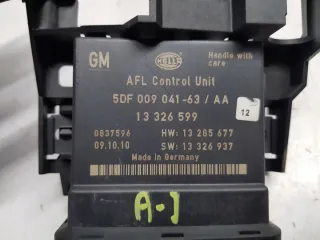 GM
HELLA
Handle with
care
AFL Control Unit
5DF 009 041-63 / AA
13 326 599
12
0837596 HW: 13 285 677
09.10.10 SW: 13 326 937
Made in Germany
A-1